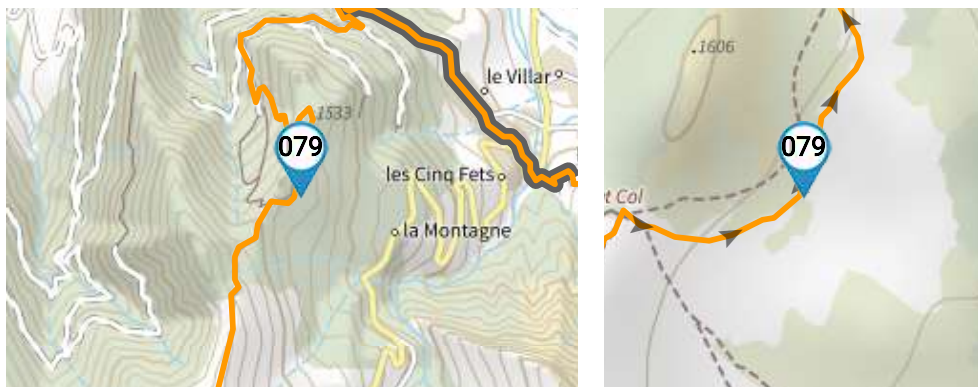 le Villar
1533
079
les Cinq Fets
la Montagne
.1606
079
t Col